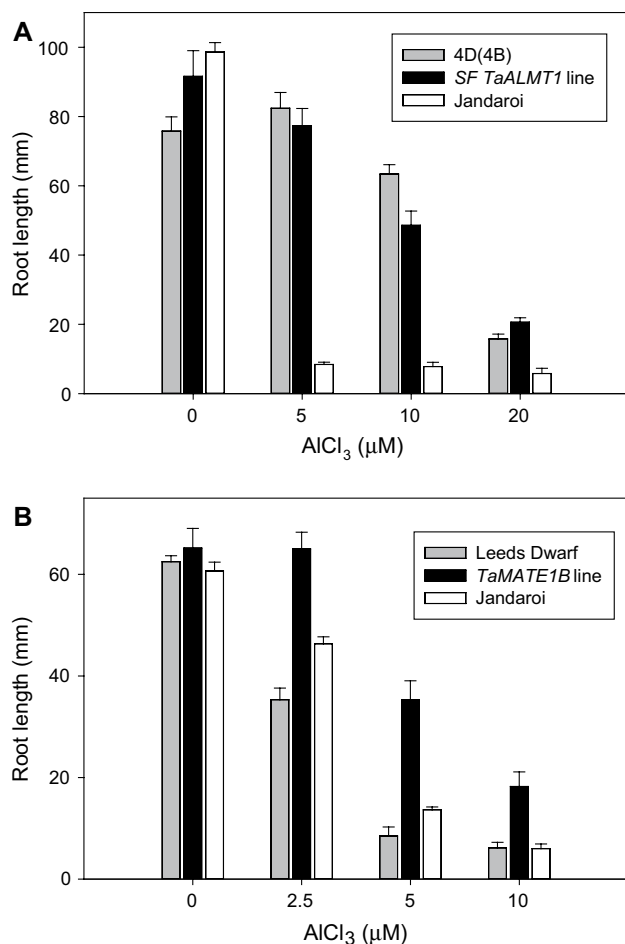 A
100
80
60
40
20
0
Root length (mm)
4D(4B)
SF TaALMT1 line
Jandaroi
0 5 10 20
AlCl3 (μM)
B
60
40
20
0
Root length (mm)
Leeds Dwarf
TaMATE1B line
Jandaroi
0 2.5 5 10
AlCl3 (μM)